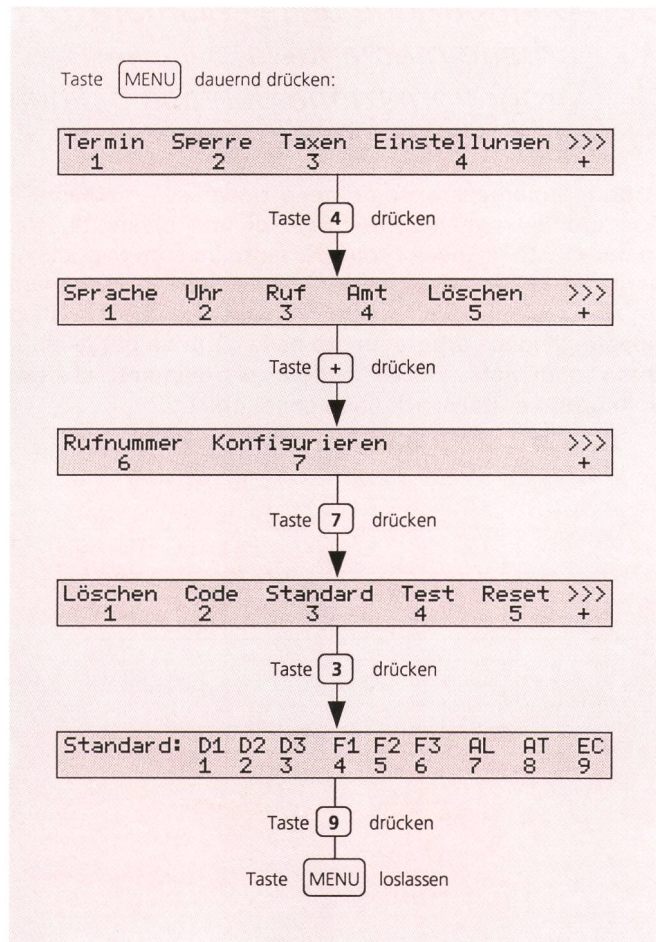 Taste MENU dauernd drücken:
Termin Sperre Taxen Einstellungen >>>
1 2 3 4 +
Taste 4 drücken
Sprache Uhr Ruf Amt Löschen >>>
1 2 3 4 5 +
Taste + drücken
Rufnummer Konfigurieren >>>
6 7 +
Taste 7 drücken
Löschen Code Standard Test Reset >>>
1 2 3 4 5 +
Taste 3 drücken
Standard: D1 D2 D3 F1 F2 F3 AL AT EC
1 2 3 4 5 6 7 8 9
Taste 9 drücken
Taste MENU loslassen